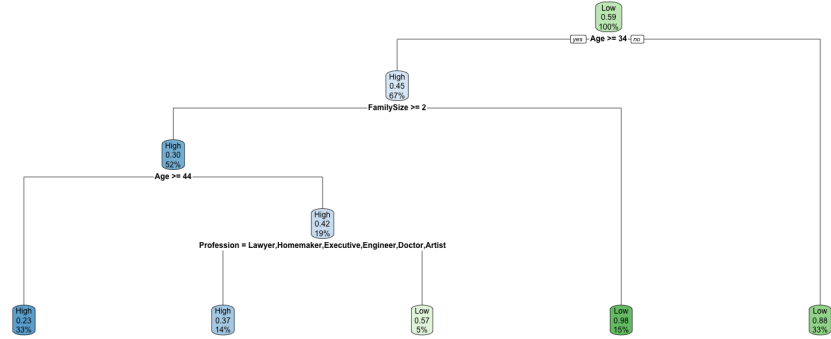 Low
0.59
100%
yes Age >= 34 no
High
0.45
67%
FamilySize >= 2
High
0.30
52%
Age >= 44
High
0.42
19%
Profession = Lawyer,Homemaker,Executive,Engineer,Doctor,Artist
High
0.23
33%
High
0.37
14%
Low
0.57
5%
Low
0.98
15%
Low
0.88
33%